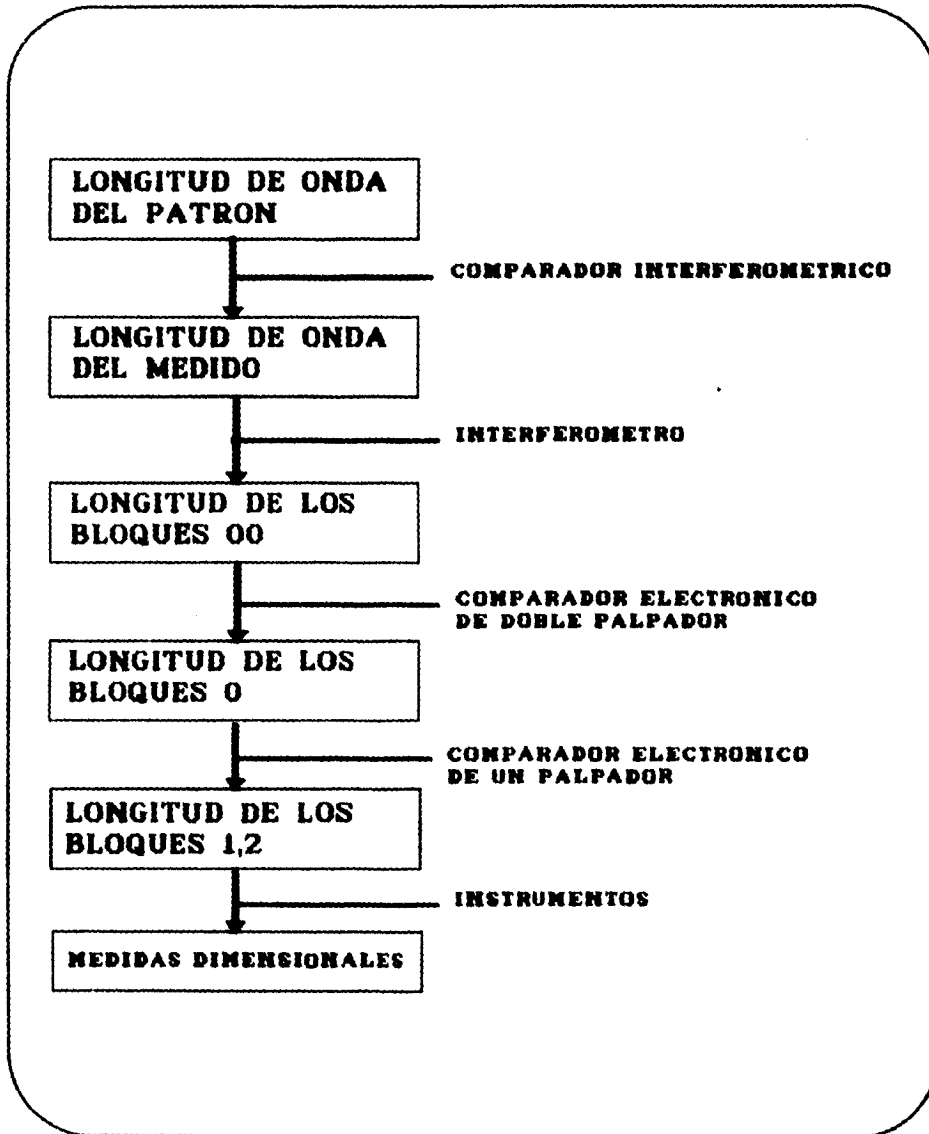 LONGITUD DE ONDA
DEL PATRON
COMPARADOR INTERFEROMETRICO
LONGITUD DE ONDA
DEL MEDIDO
INTERFEROMETRO
LONGITUD DE LOS
BLOQUES 00
COMPARADOR ELECTRONICO
DE DOBLE PALPADOR
LONGITUD DE LOS
BLOQUES 0
COMPARADOR ELECTRONICO
DE UN PALPADOR
LONGITUD DE LOS
BLOQUES 1,2
INSTRUMENTOS
MEDIDAS DIMENSIONALES